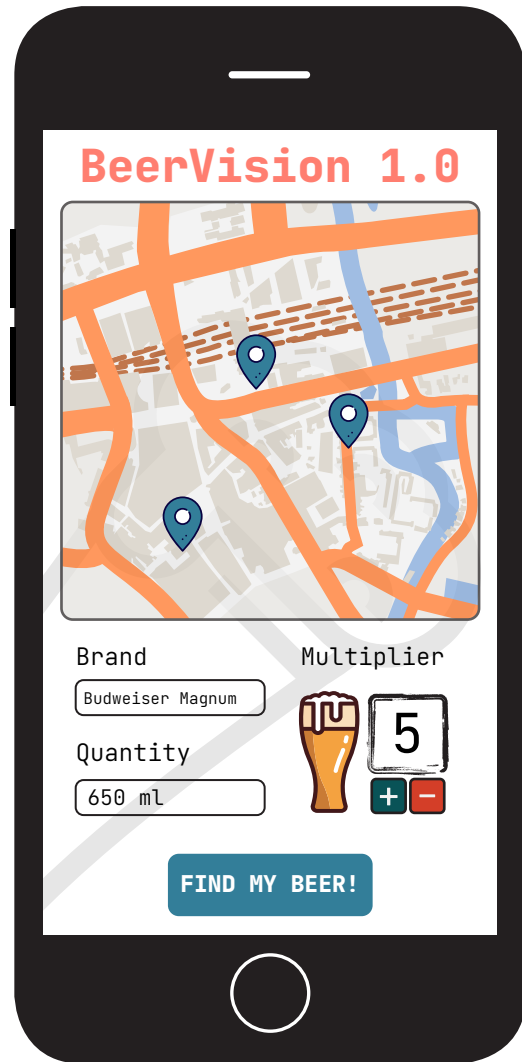 BeerVision 1.0
Brand
Multiplier
Budweiser Magnum
5
Quantity
650 ml
+ −
FIND MY BEER!